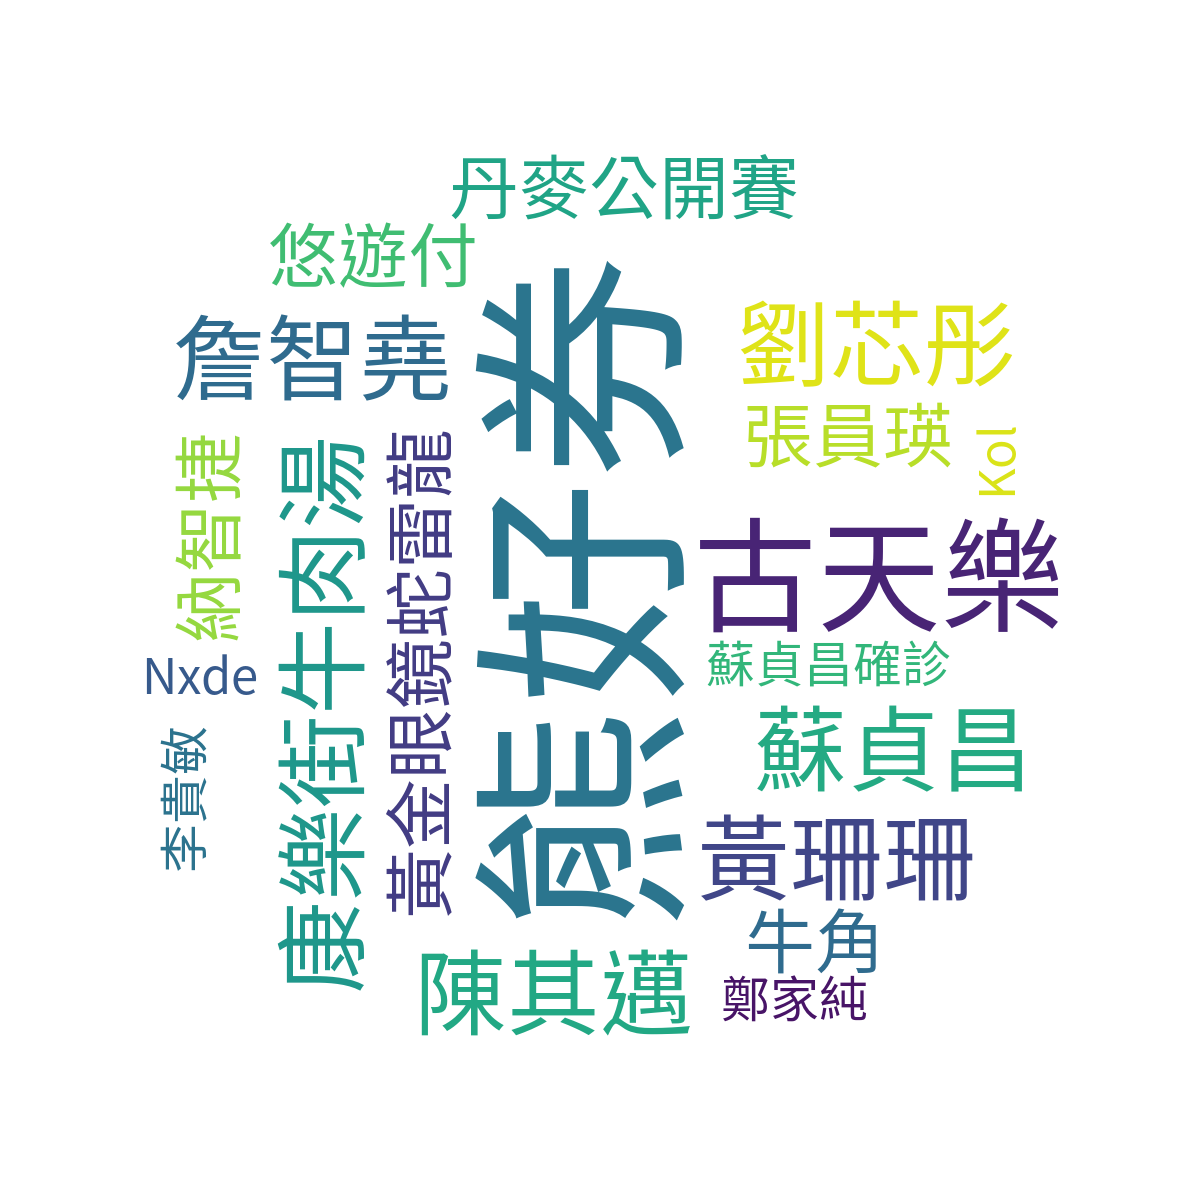 丹麥公開賽
悠遊付
詹智堯
劉芯彤
張員瑛
Kol
熊好券
納智捷
康樂街牛肉湯
黃金眼鏡蛇雷龍
古天樂
蘇貞昌確診
Nxde
蘇貞昌
李貴敏
黃珊珊
牛角
陳其邁
鄭家純